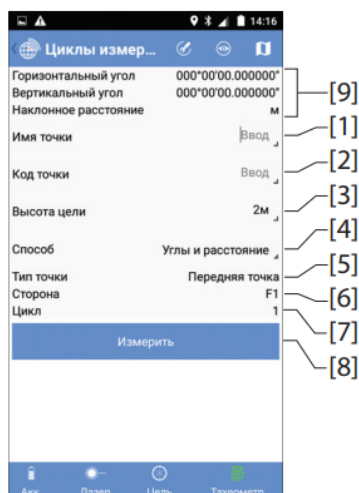 14:16
Циклы измер...
Горизонтальный угол 000°00'00.000000"
Вертикальный угол 000°00'00.000000"
Наклонное расстояние м
[9]
Имя точки Ввод [1]
Код точки Ввод [2]
Высота цели 2м [3]
Способ Углы и расстояние [4]
Тип точки Передняя точка [5]
Сторона F1 [6]
Цикл 1 [7]
Измерить [8]
Акк. Лазер Цель Тахеометр